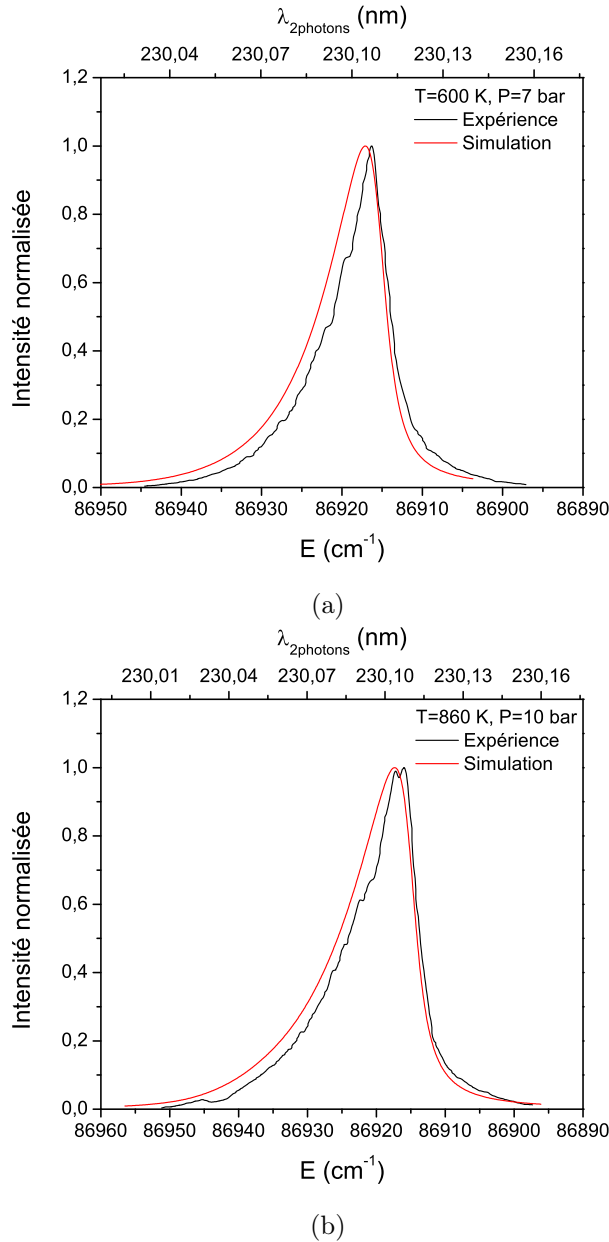 λ2photons (nm)
230,04 230,07 230,10 230,13 230,16
1,2
1,0
0,8
0,6
0,4
0,2
0,0
Intensité normalisée
T=600 K, P=7 bar
Expérience
Simulation
86950 86940 86930 86920 86910 86900 86890
E (cm-1)
(a)
λ2photons (nm)
230,01 230,04 230,07 230,10 230,13 230,16
1,2
1,0
0,8
0,6
0,4
0,2
0,0
Intensité normalisée
T=860 K, P=10 bar
Expérience
Simulation
86960 86950 86940 86930 86920 86910 86900 86890
E (cm-1)
(b)